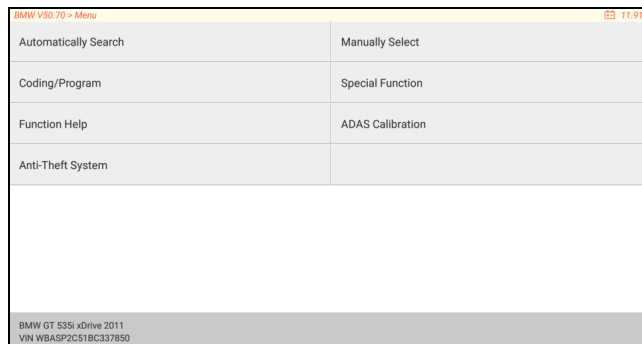 BMW V50.70 > Menu 11.91
Automatically Search Manually Select
Coding/Program Special Function
Function Help ADAS Calibration
Anti-Theft System
BMW GT 535i xDrive 2011
VIN WBASP2C51BC337850